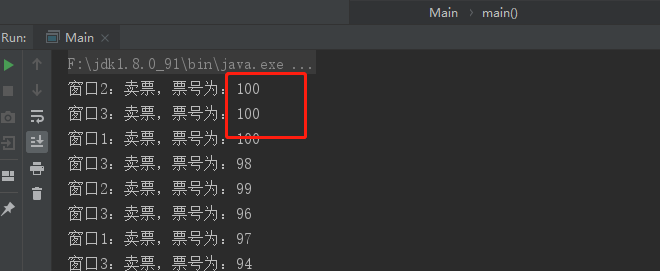 Main › main()
Run: Main ×
F:\jdk1.8.0_91\bin\java.exe ...
窗口2：卖票，票号为：100
窗口3：卖票，票号为：100
窗口1：卖票，票号为：100
窗口3：卖票，票号为：98
窗口2：卖票，票号为：99
窗口3：卖票，票号为：96
窗口1：卖票，票号为：97
窗口3：卖票，票号为：94